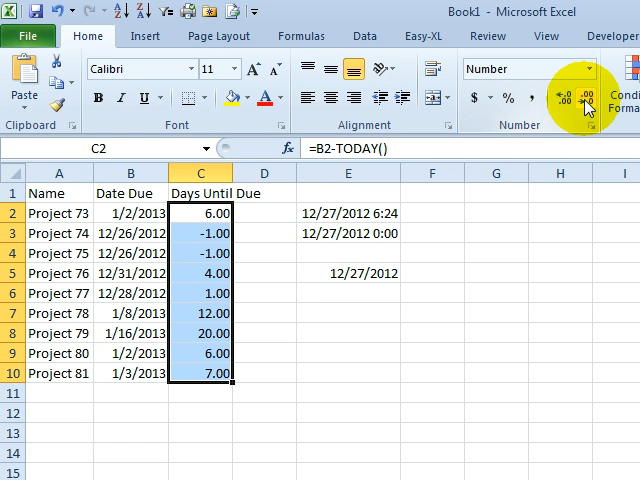 Book1 - Microsoft Excel
File Home Insert Page Layout Formulas Data Easy-XL Review View Developer
Paste
Calibri 11
Number
B I U
A
$ % ,
Clipboard Font Alignment Number
C2 fx =B2-TODAY()
A B C D E F G H I
1 Name Date Due Days Until Due
2 Project 73 1/2/2013 6.00 12/27/2012 6:24
3 Project 74 12/26/2012 -1.00 12/27/2012 0:00
4 Project 75 12/26/2012 -1.00
5 Project 76 12/31/2012 4.00 12/27/2012
6 Project 77 12/28/2012 1.00
7 Project 78 1/8/2013 12.00
8 Project 79 1/16/2013 20.00
9 Project 80 1/2/2013 6.00
10 Project 81 1/3/2013 7.00
11
12
13
14
15